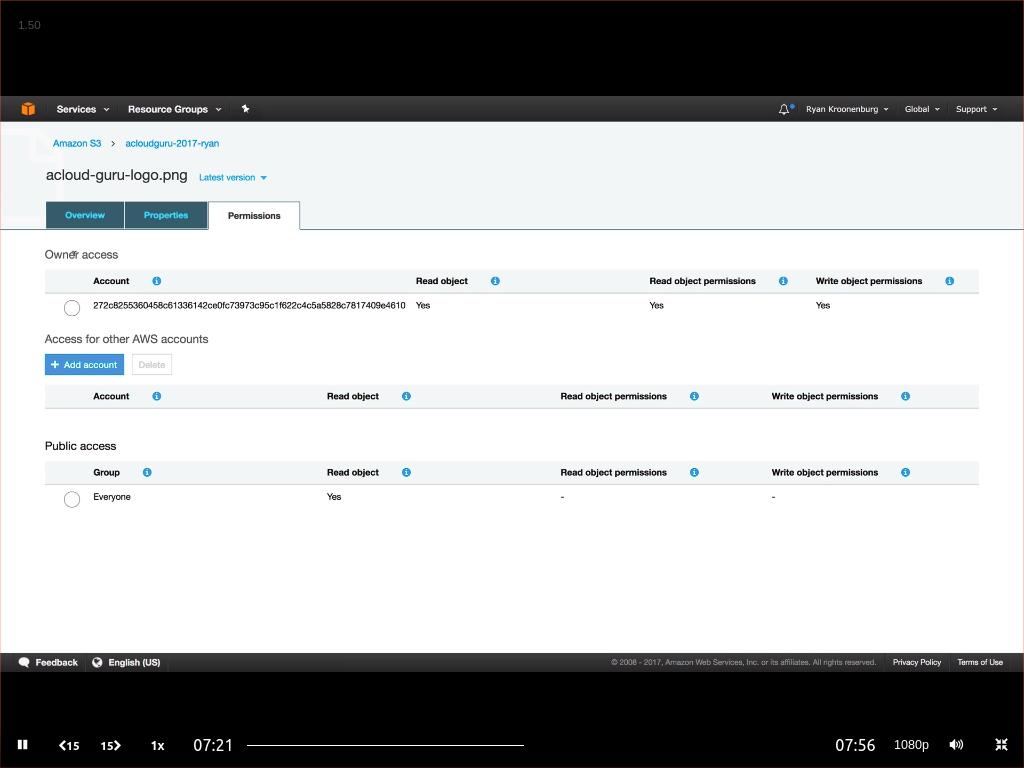 1.50
Services Resource Groups Ryan Kroonenburg Global Support
Amazon S3 > acloudguru-2017-ryan
acloud-guru-logo.png Latest version
Overview Properties Permissions
Owner access
Account Read object Read object permissions Write object permissions
272c8255360458c61336142ce0fc73973c95c1f622c4c5a5828c7817409e4610 Yes Yes Yes
Access for other AWS accounts
+ Add account Delete
Account Read object Read object permissions Write object permissions
Public access
Group Read object Read object permissions Write object permissions
Everyone Yes - -
Feedback English (US) © 2008 - 2017, Amazon Web Services, Inc. or its affiliates. All rights reserved. Privacy Policy Terms of Use
<15 15> 1x 07:21 07:56 1080p